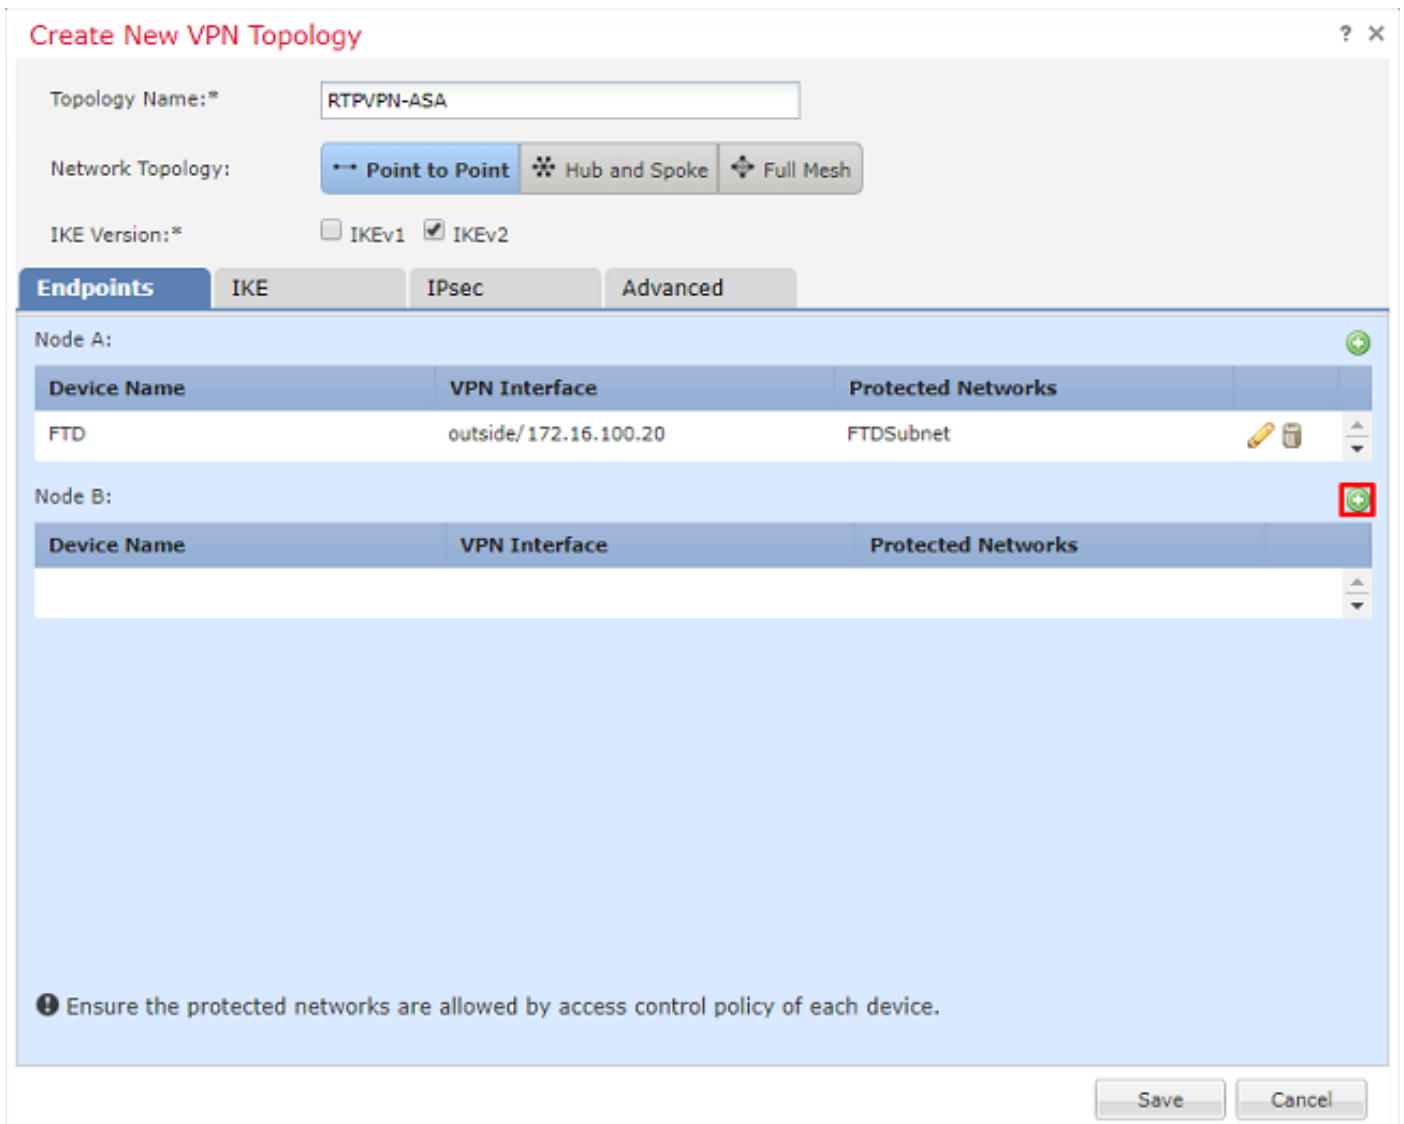 Create New VPN Topology ? ×
Topology Name:* RTPVPN-ASA
Network Topology: Point to Point Hub and Spoke Full Mesh
IKE Version:* IKEv1 IKEv2
Endpoints IKE IPsec Advanced
Node A:
Device Name VPN Interface Protected Networks
FTD outside/172.16.100.20 FTDSubnet
Node B:
Device Name VPN Interface Protected Networks
Ensure the protected networks are allowed by access control policy of each device.
Save Cancel